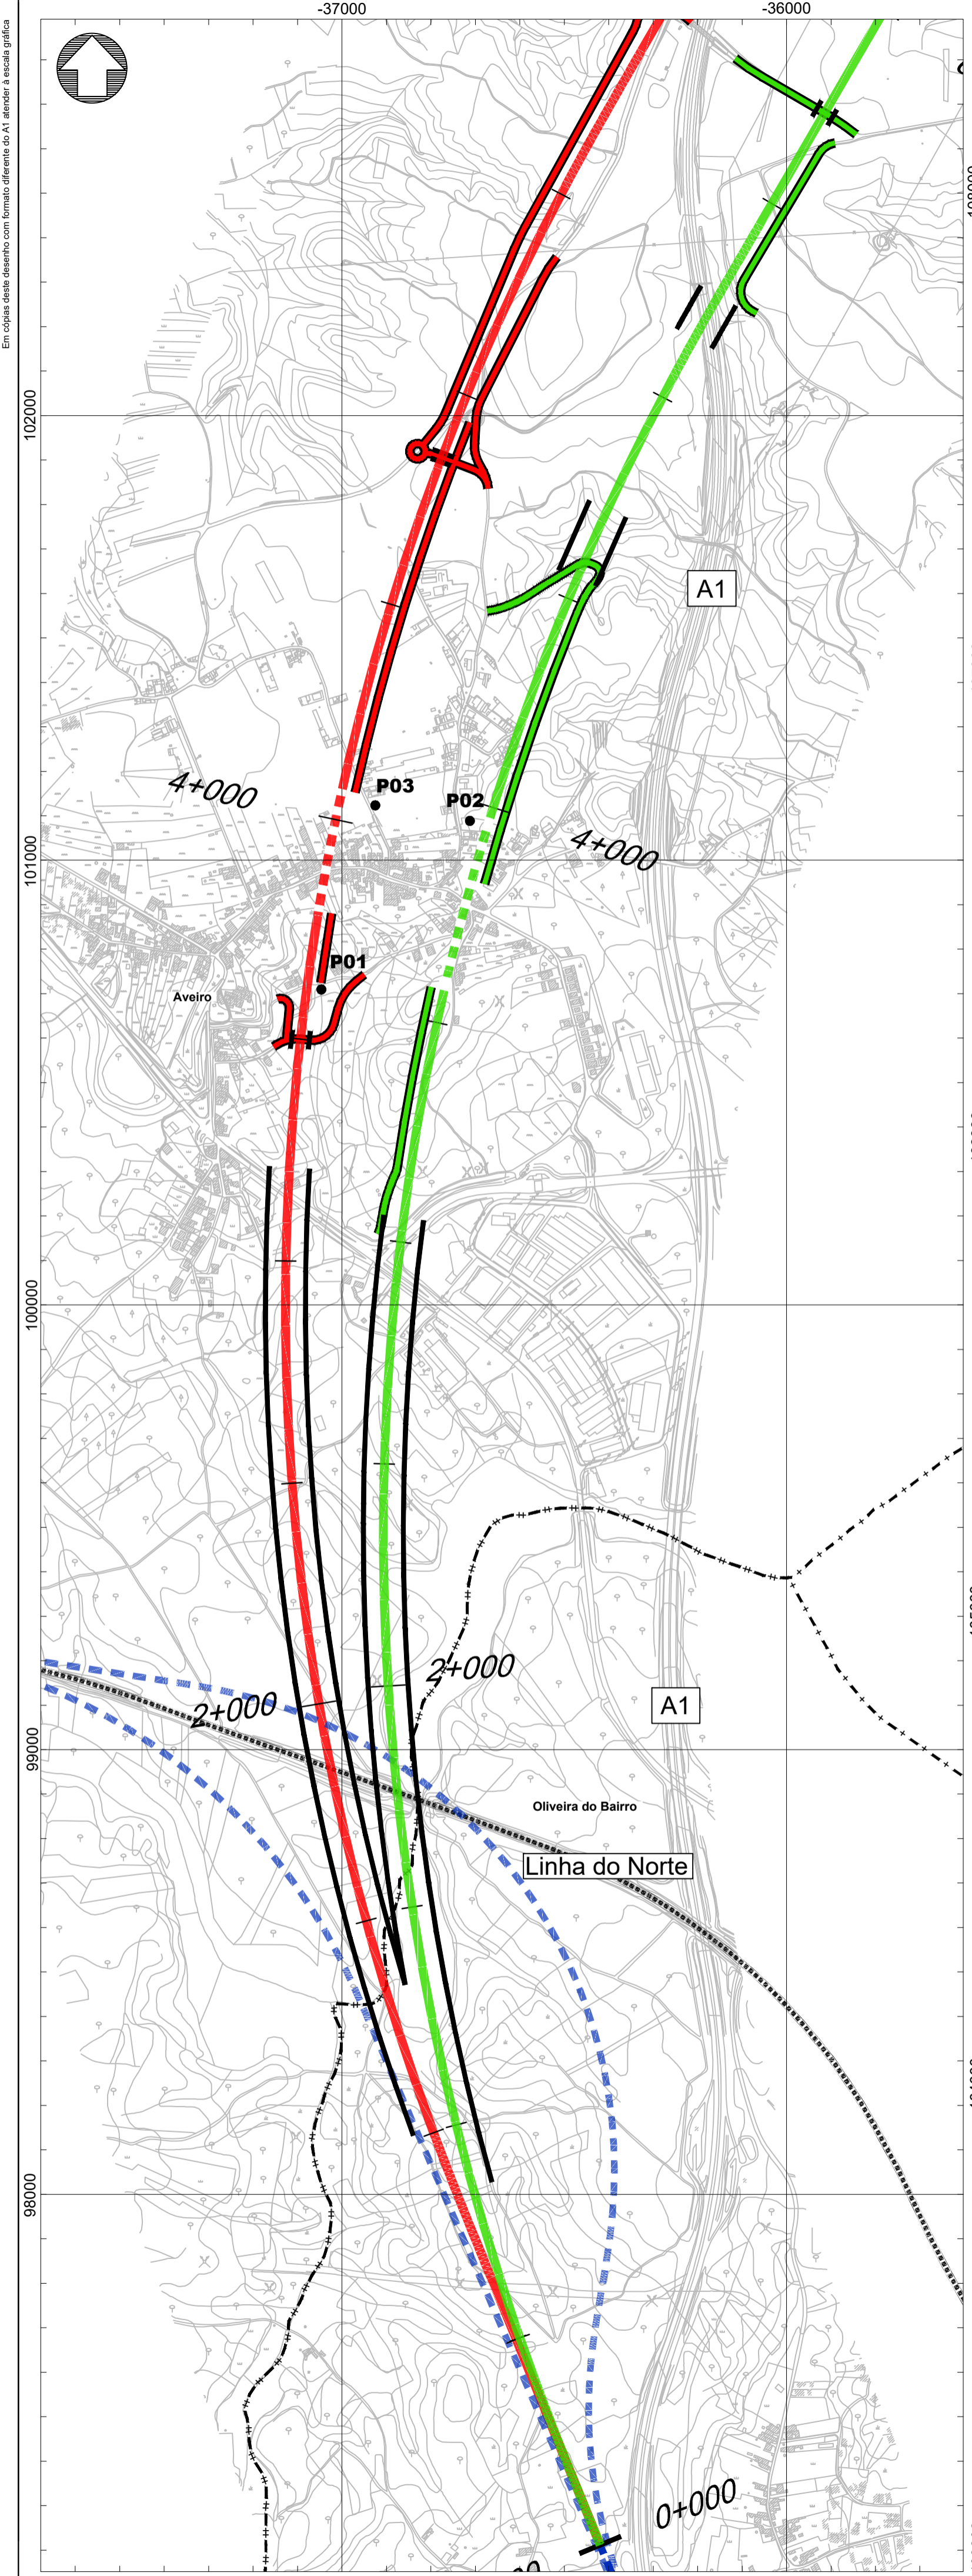 Em cópias deste desenho com formato diferente do A1 atender à escala gráfica
-37000
-36000
102000
A1
4+000
P03
P02
4+000
101000
P01
Aveiro
100000
2+000
2+000
A1
99000
Oliveira do Bairro
Linha do Norte
98000
0+000